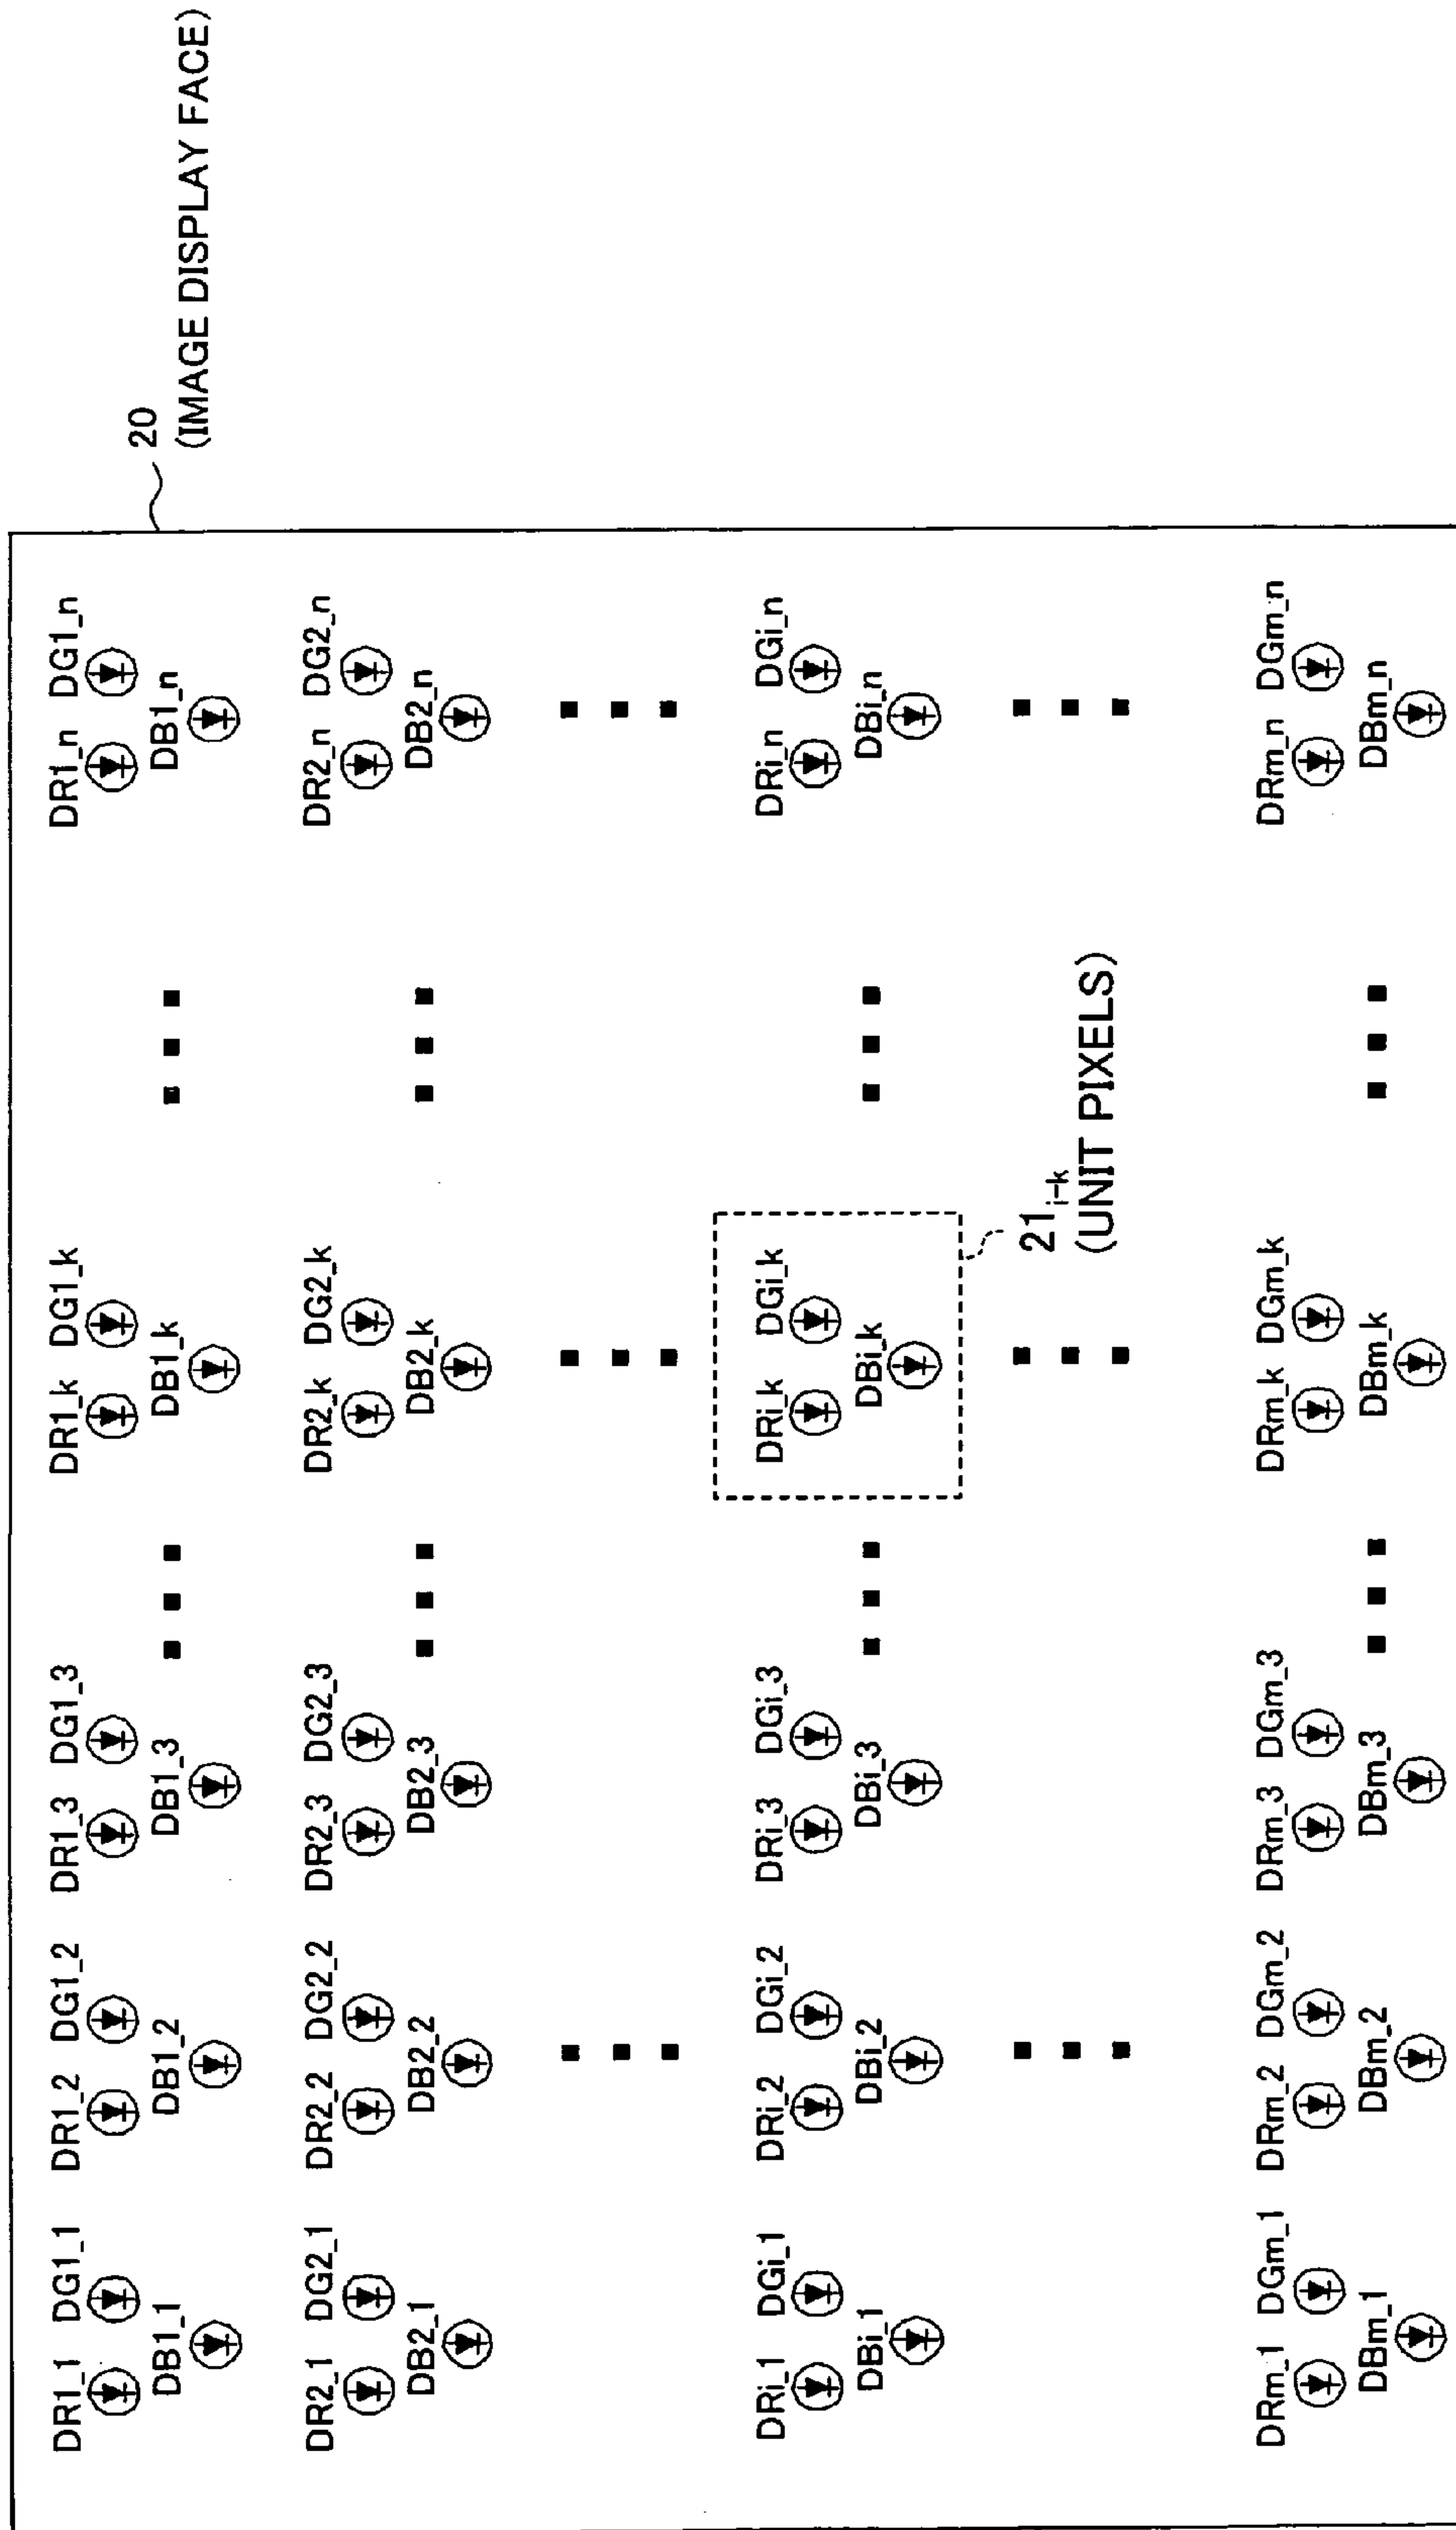 20
(IMAGE DISPLAY FACE)
DR1_1 DG1_1 DR1_2 DG1_2 DR1_3 DG1_3 DR1_k DG1_k DR1_n DG1_n
DB1_1 DB1_2 DB1_3 DB1_k DB1_n
DR2_1 DG2_1 DR2_2 DG2_2 DR2_3 DG2_3 DR2_k DG2_k DR2_n DG2_n
DB2_1 DB2_2 DB2_3 DB2_k DB2_n
DRi_1 DGi_1 DRi_2 DGi_2 DRi_3 DGi_3 DRi_k DGi_k DRi_n DGi_n
DBi_1 DBi_2 DBi_3 DBi_k DBi_n
21i-k
(UNIT PIXELS)
DRm_1 DGm_1 DRm_2 DGm_2 DRm_3 DGm_3 DRm_k DGm_k DRm_n DGm_n
DBm_1 DBm_2 DBm_3 DBm_k DBm_n